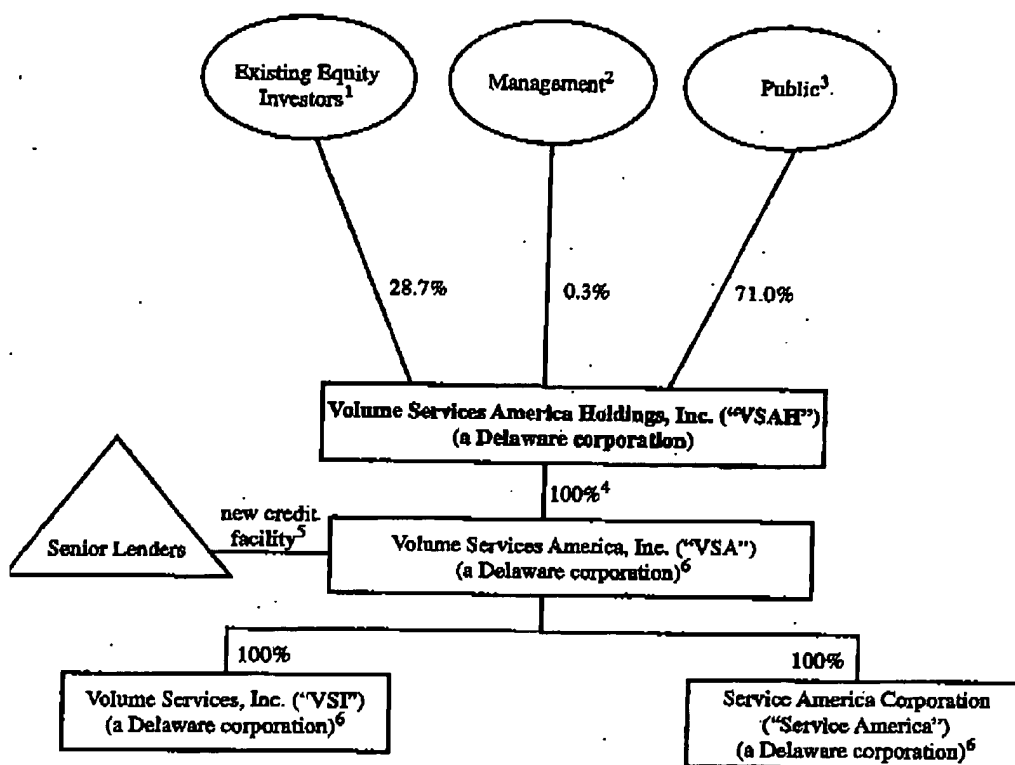 Existing Equity
Investors1
Management2
Public3.
28.7%
0.3%
71.0%
Volume Services America Holdings, Inc. ("VSAH")
(a Delaware corporation)
100%4
new credit
facility5
Senior Lenders
Volume Services America, Inc. ("VSA")
(a Delaware corporation)6
100%
100%
Volume Services, Inc. ("VSI")
(a Delaware corporation)6
Service America Corporation
("Service America")
(a Delaware corporation)6